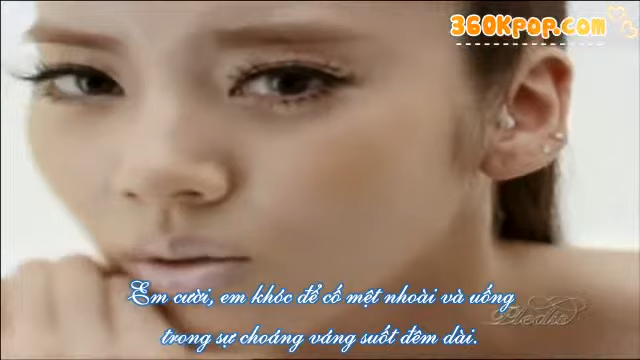 360Kpop.com
Em cười, em khóc để cố mệt nhoài và uống
Pledis
trong sự choáng váng suốt đêm dài.